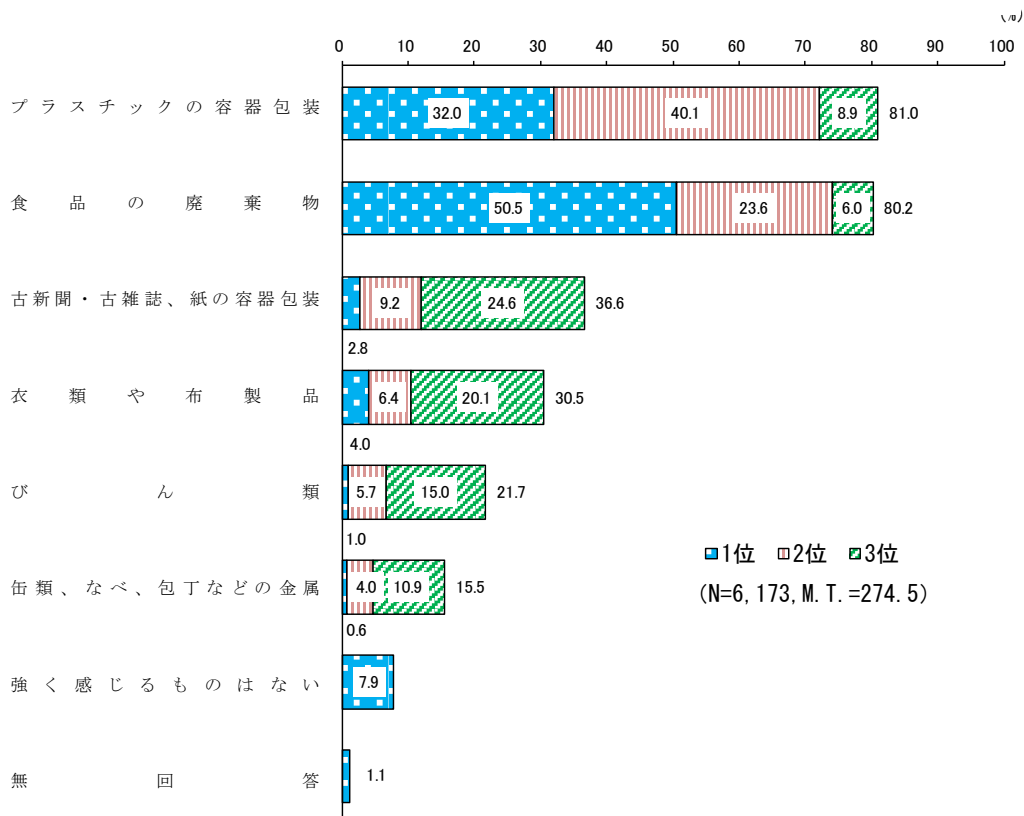 (%)
0 10 20 30 40 50 60 70 80 90 100
プラスチックの容器包装 32.0 40.1 8.9 81.0
食品の廃棄物 50.5 23.6 6.0 80.2
古新聞・古雑誌、紙の容器包装 9.2 24.6 36.6
2.8
衣類や布製品 6.4 20.1 30.5
4.0
びん類 5.7 15.0 21.7
1.0
1位 2位 3位
缶類、なべ、包丁などの金属 4.0 10.9 15.5
(N=6,173,M.T.=274.5)
0.6
強く感じるものはない 7.9
無回答 1.1